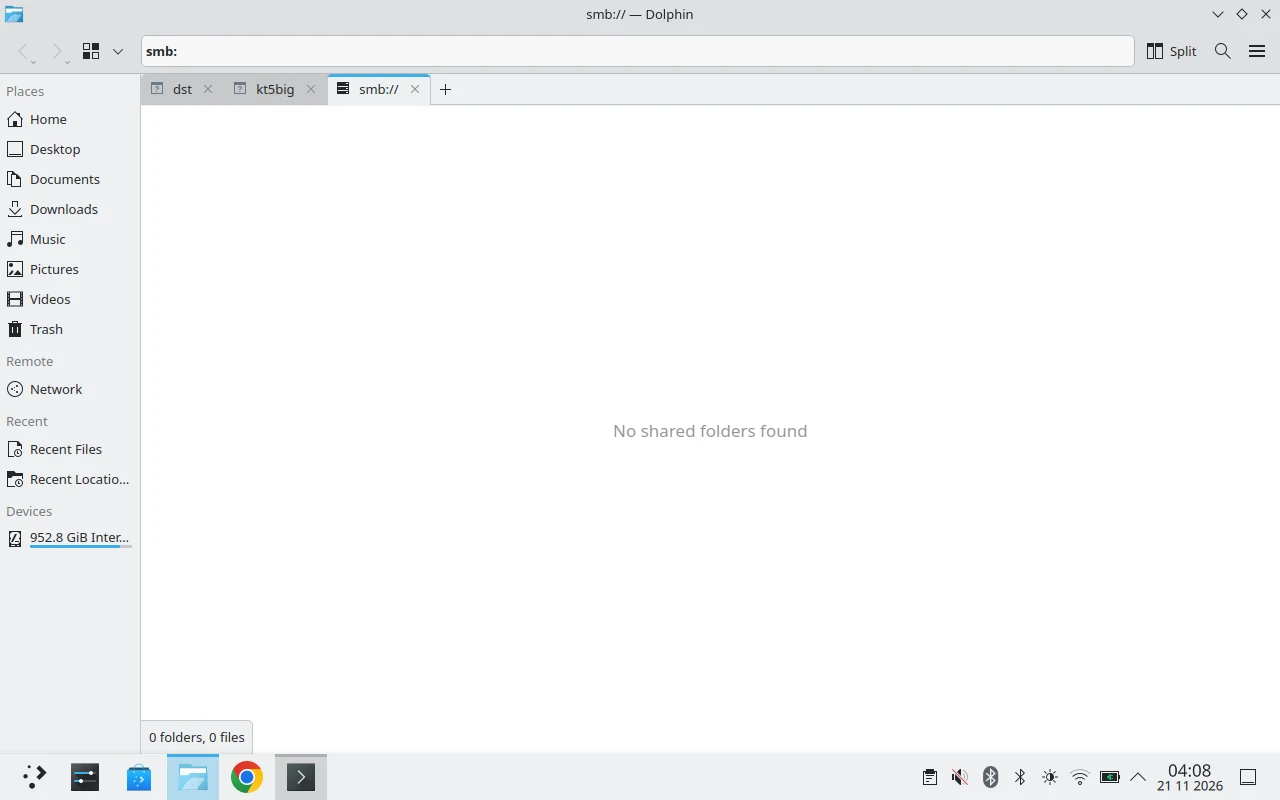 smb:// — Dolphin
smb:
Split
Places
Home
Desktop
Documents
Downloads
Music
Pictures
Videos
Trash
Remote
Network
Recent
Recent Files
Recent Locatio...
Devices
952.8 GiB Inter...
dst
kt5big
smb://
No shared folders found
0 folders, 0 files
04:08
21 11 2026